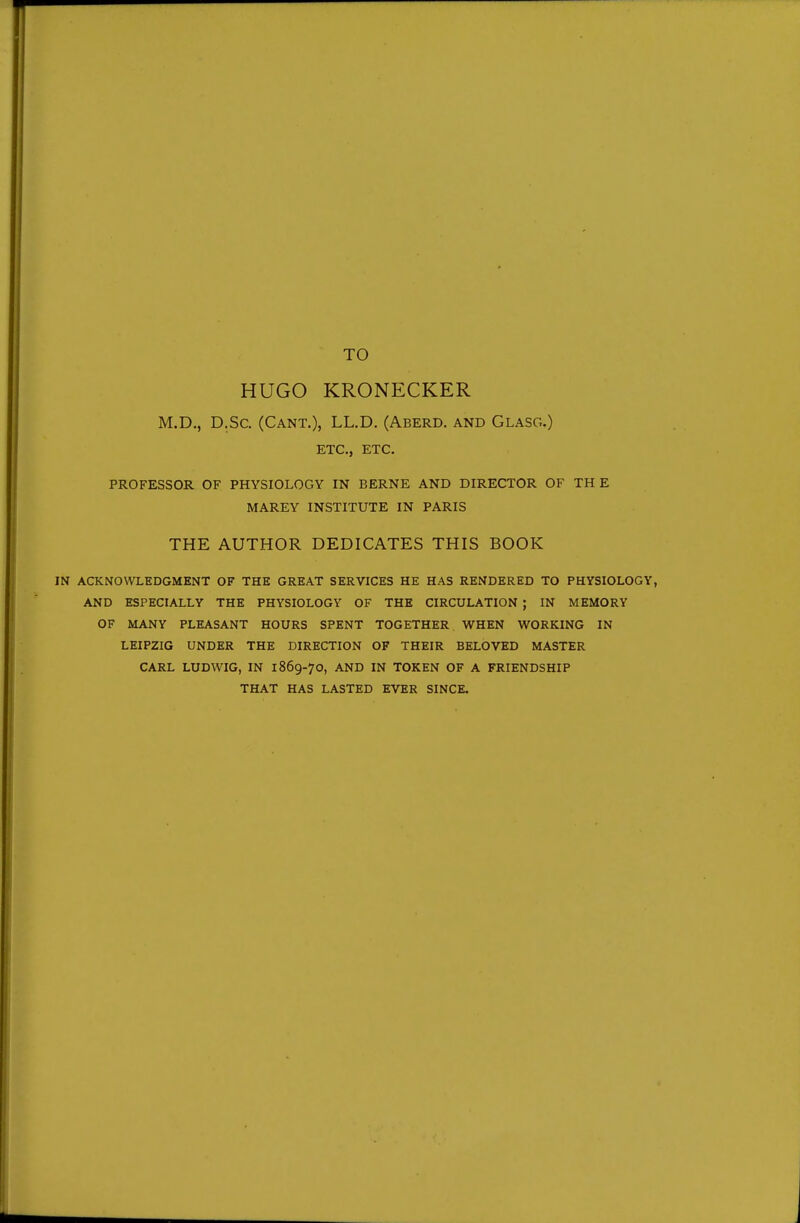 TO
HUGO KRONECKER
M.D., D.Sc. (Cant.), LL.D. (Aberd. and Glasg.)
ETC., ETC.
PROFESSOR OF PHYSIOLOGY IN BERNE AND DIRECTOR OF TH E
MAREY INSTITUTE IN PARIS
THE AUTHOR DEDICATES THIS BOOK
IN ACKNOWLEDGMENT OF THE GREAT SERVICES HE HAS RENDERED TO PHYSIOLOGY,
AND ESPECIALLY THE PHYSIOLOGY OF THE CIRCULATION ; IN MEMORY
OF MANY PLEASANT HOURS SPENT TOGETHER WHEN WORKING IN
LEIPZIG UNDER THE DIRECTION OF THEIR BELOVED MASTER
CARL LUDWIG, IN 1869-70, AND IN TOKEN OF A FRIENDSHIP
THAT HAS LASTED EVER SINCE.